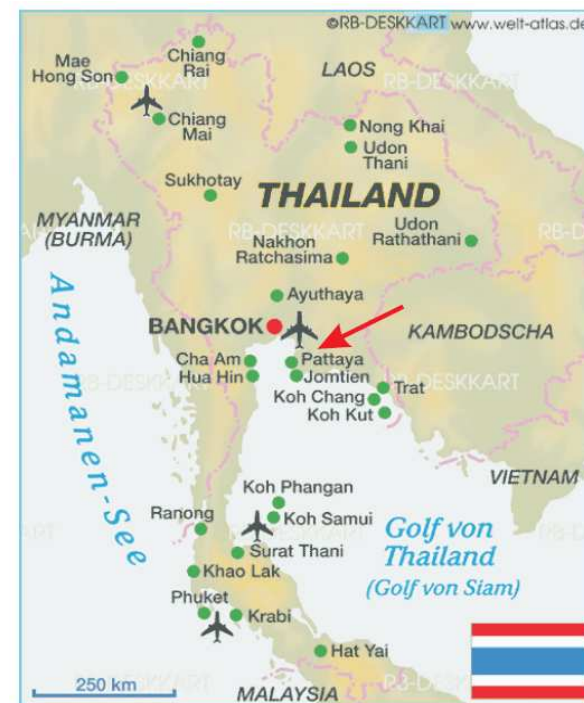 ©RB-DESKKART www.welt-atlas.de
Mae
Hong Son
Chiang
Rai
LAOS
Chiang
Mai
Nong Khai
Udon
Thani
Sukhotay
THAILAND
MYANMAR
(BURMA)
RB-DESKKART
Udon
Rathathani
Nakhon
Ratchasima
Ayuthaya
BANGKOK
KAMBODSCHA
Cha Am
Hua Hin
Pattaya
Jomtien
Trat
Koh Chang
Koh Kut
Andamanen-See
VIETNAM
Koh Phangan
Ranong
Koh Samui
Golf von
Thailand
(Golf von Siam)
Surat Thani
Khao Lak
Phuket
Krabi
Hat Yai
250 km
MALAYSIA